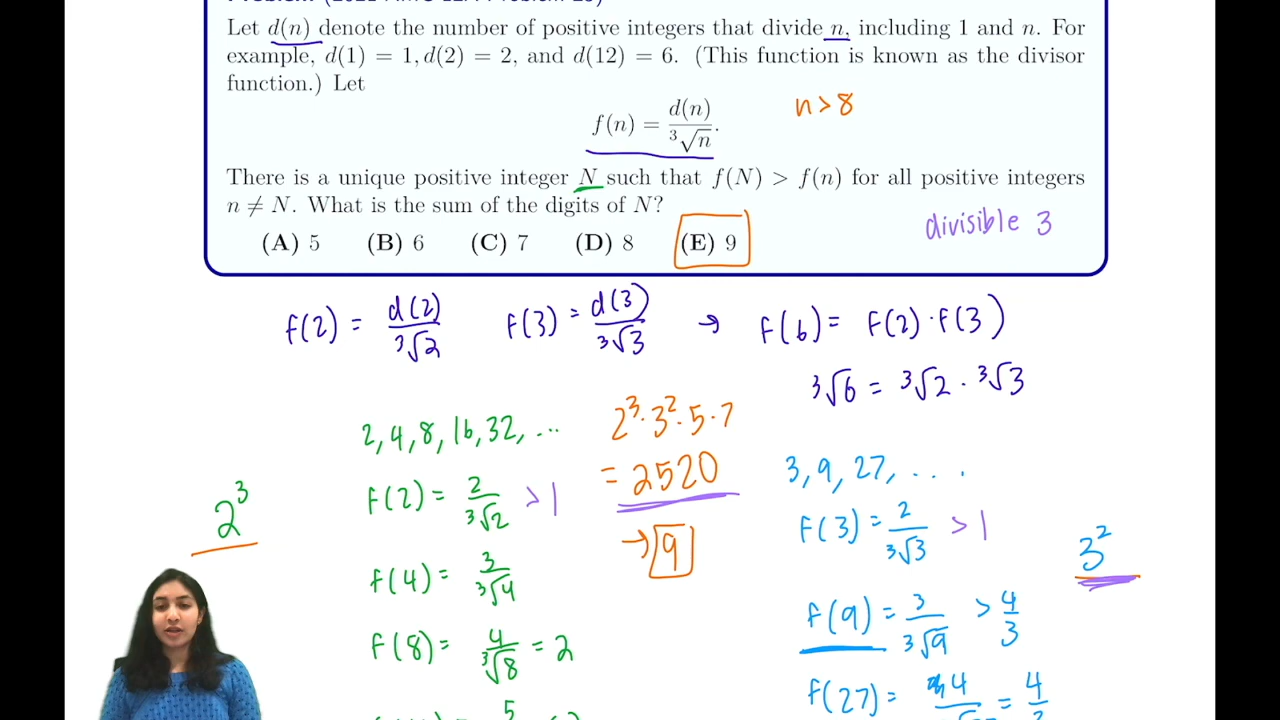 Let d(n) denote the number of positive integers that divide n, including 1 and n. For
example, d(1) = 1, d(2) = 2, and d(12) = 6. (This function is known as the divisor
function.) Let
f(n) = d(n)/∛n.
n > 8
There is a unique positive integer N such that f(N) > f(n) for all positive integers
n ≠ N. What is the sum of the digits of N?
divisible 3
(A) 5 (B) 6 (C) 7 (D) 8 (E) 9
f(2) = d(2)/∛2 f(3) = d(3)/∛3 → f(6) = f(2) · f(3)
∛6 = ∛2 · ∛3
2, 4, 8, 16, 32, ...
f(2) = 2/∛2 > 1
2³
f(4) = 3/∛4
f(8) = 4/∛8 = 2
2³ · 3² · 5 · 7
= 2520
→ 9
3, 9, 27, ....
f(3) = 2/∛3 > 1
3²
f(9) = 3/∛9 > 4/3
f(27) = 4 = 4/3